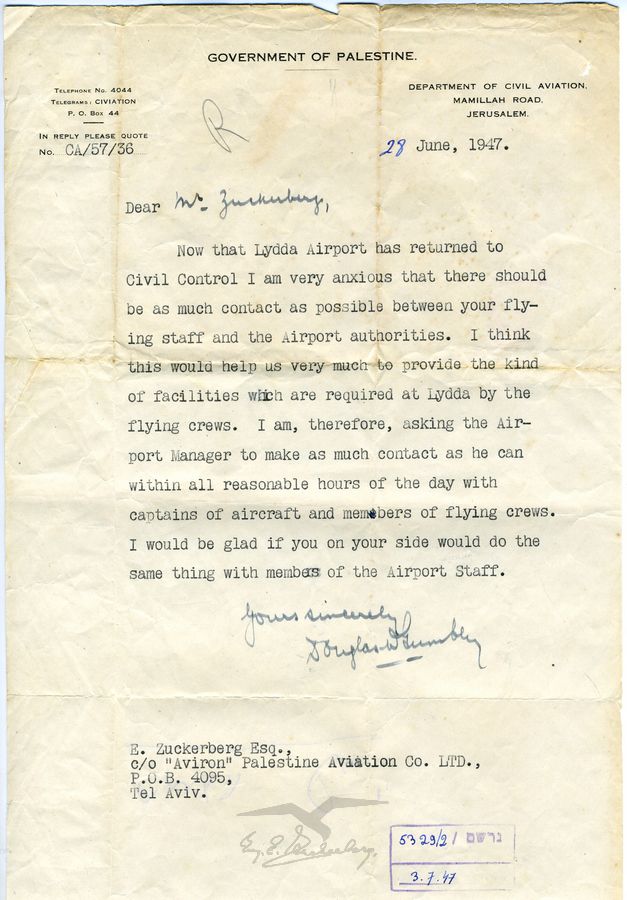 GOVERNMENT OF PALESTINE.
TELEPHONE NO. 4044
TELEGRAMS: CIVIATION
P. O. BOX 44
IN REPLY PLEASE QUOTE
No. CA/57/36
R
DEPARTMENT OF CIVIL AVIATION,
MAMILLAH ROAD,
JERUSALEM.
28 June, 1947.
Dear Mr. Zuckerberg,
Now that Lydda Airport has returned to
Civil Control I am very anxious that there should
be as much contact as possible between your fly-
ing staff and the Airport authorities. I think
this would help us very much to provide the kind
of facilities which are required at Lydda by the
flying crews. I am, therefore, asking the Air-
port Manager to make as much contact as he can
within all reasonable hours of the day with
captains of aircraft and members of flying crews.
I would be glad if you on your side would do the
same thing with members of the Airport Staff.
Yours sincerely
Douglas W Gumbley
E. Zuckerberg Esq.,
c/o "Aviron" Palestine Aviation Co. LTD.,
P.O.B. 4095,
Tel Aviv.
Zuckerberg
5329/2 / נרשם
3.7.47